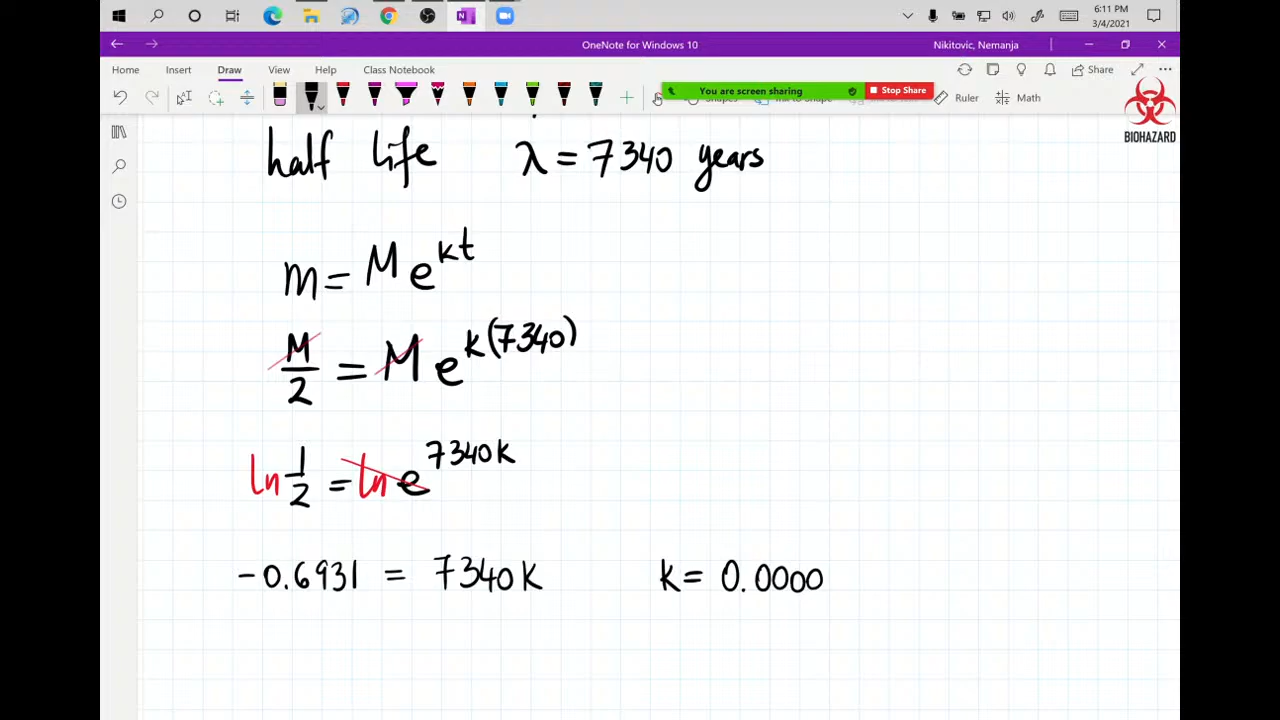 6:11 PM
3/4/2021
OneNote for Windows 10
Nikitovic, Nemanja
Home Insert Draw View Help Class Notebook Share
You are screen sharing Stop Share
Ruler Math
BIOHAZARD
half life λ = 7340 years
m = M e^{kt}
M/2 = M e^{k(7340)}
ln 1/2 = ln e^{7340k}
-0.6931 = 7340k k = 0.0000